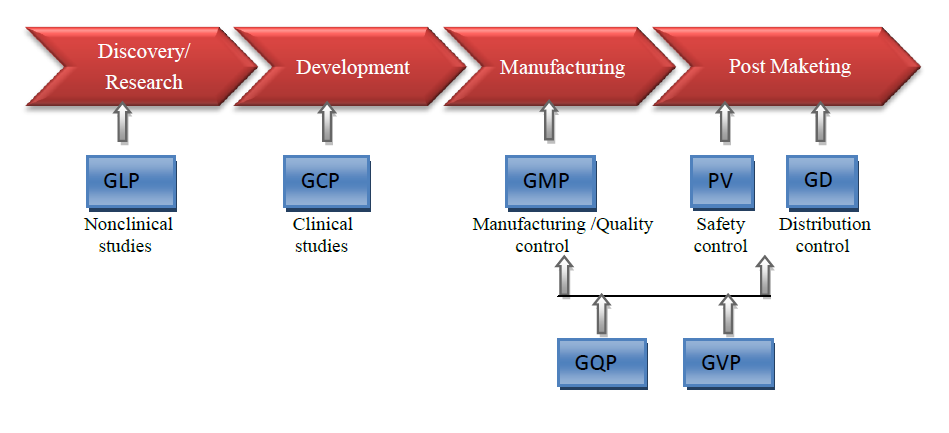 Discovery/
Research
Development
Manufacturing
Post Maketing
GLP
GCP
GMP
PV
GD
Nonclinical
studies
Clinical
studies
Manufacturing /Quality
control
Safety
control
Distribution
control
GQP
GVP